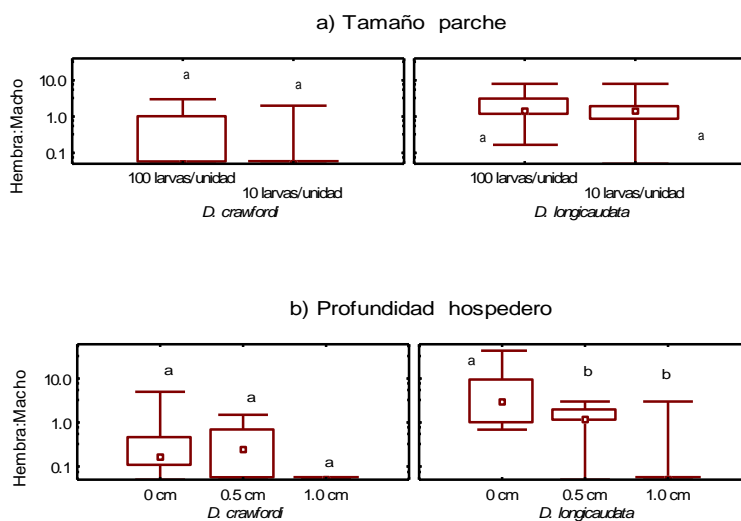 a) Tamaño parche
a
a
a
a
10.0
1.0
0.1
Hembra:Macho
100 larvas/unidad
10 larvas/unidad
100 larvas/unidad
10 larvas/unidad
D. crawfordi
D. longicaudata
b) Profundidad hospedero
a
a
a
a
b
b
10.0
1.0
0.1
Hembra:Macho
0 cm
0.5 cm
1.0 cm
0 cm
0.5 cm
1.0 cm
D. crawfordi
D. longicaudata